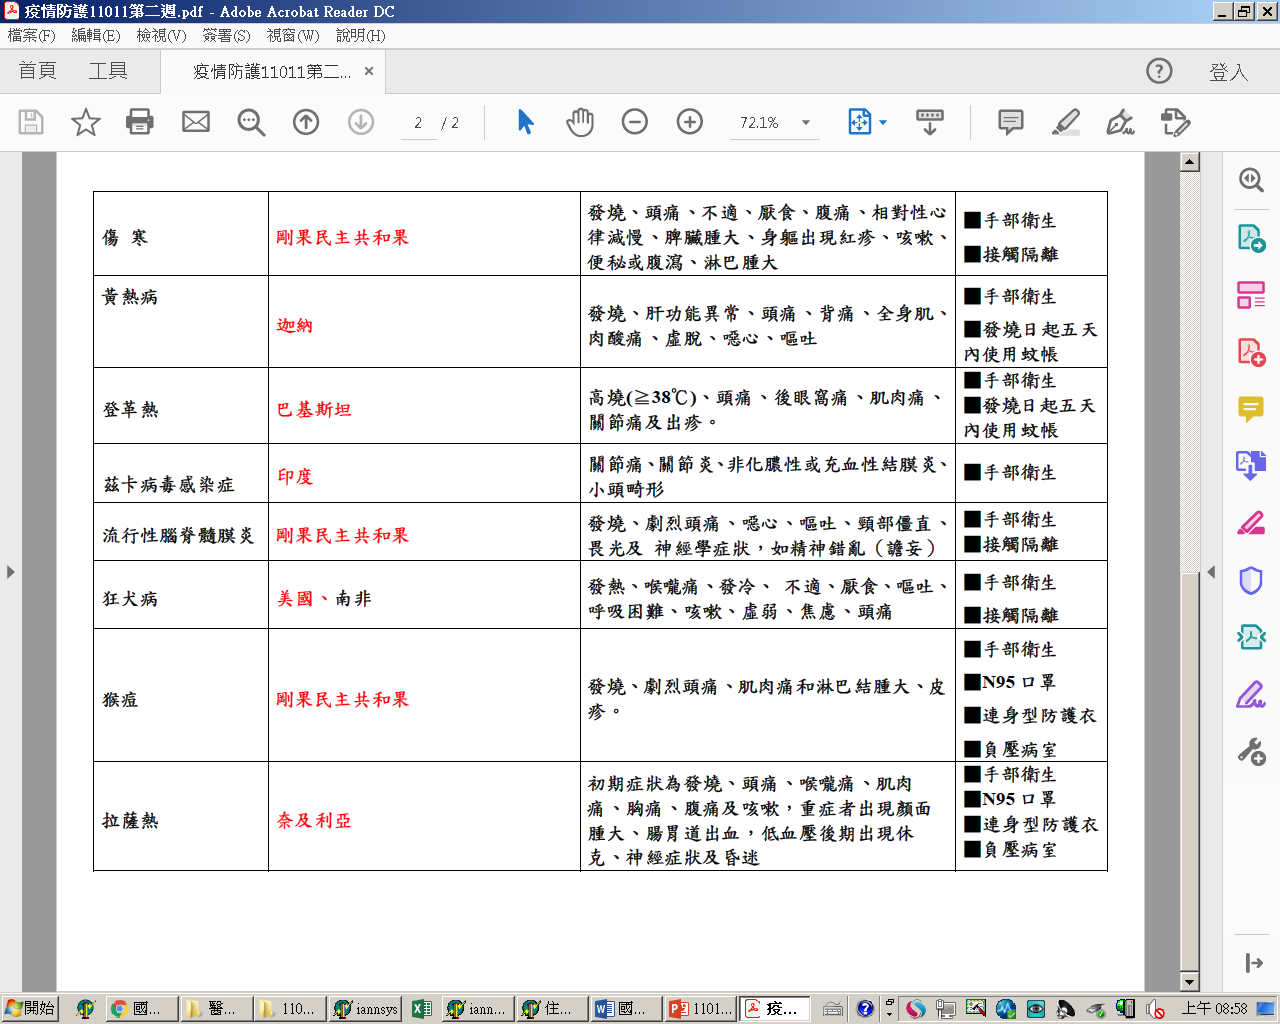 疫情防護11011第二週.pdf - Adobe Acrobat Reader DC
檔案(F) 編輯(E) 檢視(V) 簽署(S) 視窗(W) 說明(H)
首頁 工具 疫情防護11011第二... × 登入
2 / 2 72.1%
傷 寒
剛果民主共和果
發燒、頭痛、不適、厭食、腹痛、相對性心
律減慢、脾臟腫大、身軀出現紅疹、咳嗽、
便秘或腹瀉、淋巴腫大
■手部衛生
■接觸隔離
黃熱病
迦納
發燒、肝功能異常、頭痛、背痛、全身肌、
肉酸痛、虛脫、噁心、嘔吐
■手部衛生
■發燒日起五天
內使用蚊帳
登革熱
巴基斯坦
高燒(≧38℃)、頭痛、後眼窩痛、肌肉痛、
關節痛及出疹。
■手部衛生
■發燒日起五天
內使用蚊帳
茲卡病毒感染症
印度
關節痛、關節炎、非化膿性或充血性結膜炎、
小頭畸形
■手部衛生
流行性腦脊髓膜炎
剛果民主共和果
發燒、劇烈頭痛、噁心、嘔吐、頸部僵直、
畏光及 神經學症狀，如精神錯亂（譫妄）
■手部衛生
■接觸隔離
狂犬病
美國、南非
發熱、喉嚨痛、發冷、 不適、厭食、嘔吐、
呼吸困難、咳嗽、虛弱、焦慮、頭痛
■手部衛生
■接觸隔離
猴痘
剛果民主共和果
發燒、劇烈頭痛、肌肉痛和淋巴結腫大、皮
疹。
■手部衛生
■N95 口罩
■連身型防護衣
■負壓病室
拉薩熱
奈及利亞
初期症狀為發燒、頭痛、喉嚨痛、肌肉
痛、胸痛、腹痛及咳嗽，重症者出現顏面
腫大、腸胃道出血，低血壓後期出現休
克、神經症狀及昏迷
■手部衛生
■N95 口罩
■連身型防護衣
■負壓病室
開始 國... 醫... 110... iannsys iann... 住... 國... 1101... 疫... 上午 08:58